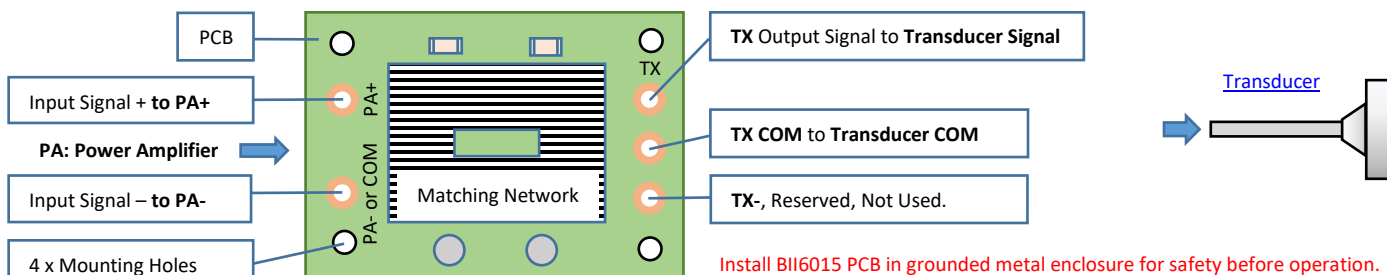 PCB
TX Output Signal to Transducer Signal
TX
Transducer
Input Signal + to PA+
PA+
PA: Power Amplifier
TX COM to Transducer COM
PA- or COM
Matching Network
Input Signal – to PA-
TX-, Reserved, Not Used.
4 x Mounting Holes
Install BII6015 PCB in grounded metal enclosure for safety before operation.